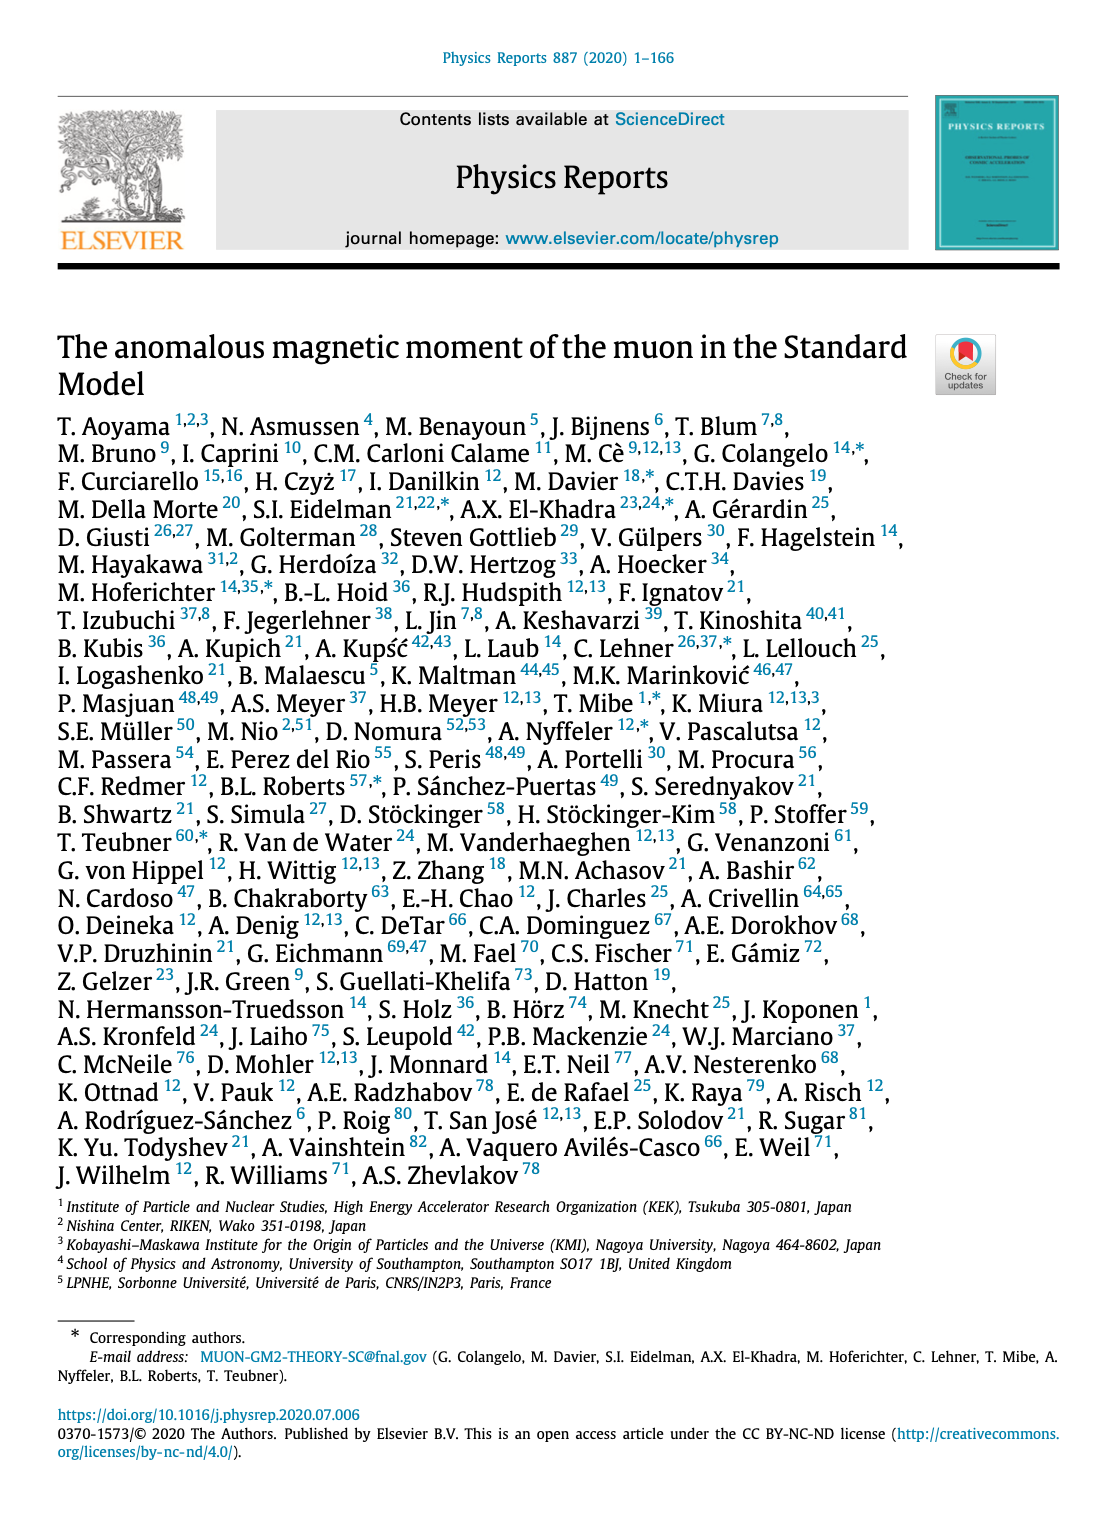 Physics Reports 887 (2020) 1–166
Contents lists available at ScienceDirect
Physics Reports
journal homepage: www.elsevier.com/locate/physrep
ELSEVIER
PHYSICS REPORTS
The anomalous magnetic moment of the muon in the Standard
Model
Check for
updates
T. Aoyama 1,2,3, N. Asmussen 4, M. Benayoun 5, J. Bijnens 6, T. Blum 7,8,
M. Bruno 9, I. Caprini 10, C.M. Carloni Calame 11, M. Cè 9,12,13, G. Colangelo 14,*,
F. Curciarello 15,16, H. Czyż 17, I. Danilkin 12, M. Davier 18,*, C.T.H. Davies 19,
M. Della Morte 20, S.I. Eidelman 21,22,*, A.X. El-Khadra 23,24,*, A. Gérardin 25,
D. Giusti 26,27, M. Golterman 28, Steven Gottlieb 29, V. Gülpers 30, F. Hagelstein 14,
M. Hayakawa 31,2, G. Herdoíza 32, D.W. Hertzog 33, A. Hoecker 34,
M. Hoferichter 14,35,*, B.-L. Hoid 36, R.J. Hudspith 12,13, F. Ignatov 21,
T. Izubuchi 37,8, F. Jegerlehner 38, L. Jin 7,8, A. Keshavarzi 39, T. Kinoshita 40,41,
B. Kubis 36, A. Kupich 21, A. Kupść 42,43, L. Laub 14, C. Lehner 26,37,*, L. Lellouch 25,
I. Logashenko 21, B. Malaescu 5, K. Maltman 44,45, M.K. Marinković 46,47,
P. Masjuan 48,49, A.S. Meyer 37, H.B. Meyer 12,13, T. Mibe 1,*, K. Miura 12,13,3,
S.E. Müller 50, M. Nio 2,51, D. Nomura 52,53, A. Nyffeler 12,*, V. Pascalutsa 12,
M. Passera 54, E. Perez del Rio 55, S. Peris 48,49, A. Portelli 30, M. Procura 56,
C.F. Redmer 12, B.L. Roberts 57,*, P. Sánchez-Puertas 49, S. Serednyakov 21,
B. Shwartz 21, S. Simula 27, D. Stöckinger 58, H. Stöckinger-Kim 58, P. Stoffer 59,
T. Teubner 60,*, R. Van de Water 24, M. Vanderhaeghen 12,13, G. Venanzoni 61,
G. von Hippel 12, H. Wittig 12,13, Z. Zhang 18, M.N. Achasov 21, A. Bashir 62,
N. Cardoso 47, B. Chakraborty 63, E.-H. Chao 12, J. Charles 25, A. Crivellin 64,65,
O. Deineka 12, A. Denig 12,13, C. DeTar 66, C.A. Dominguez 67, A.E. Dorokhov 68,
V.P. Druzhinin 21, G. Eichmann 69,47, M. Fael 70, C.S. Fischer 71, E. Gámiz 72,
Z. Gelzer 23, J.R. Green 9, S. Guellati-Khelifa 73, D. Hatton 19,
N. Hermansson-Truedsson 14, S. Holz 36, B. Hörz 74, M. Knecht 25, J. Koponen 1,
A.S. Kronfeld 24, J. Laiho 75, S. Leupold 42, P.B. Mackenzie 24, W.J. Marciano 37,
C. McNeile 76, D. Mohler 12,13, J. Monnard 14, E.T. Neil 77, A.V. Nesterenko 68,
K. Ottnad 12, V. Pauk 12, A.E. Radzhabov 78, E. de Rafael 25, K. Raya 79, A. Risch 12,
A. Rodríguez-Sánchez 6, P. Roig 80, T. San José 12,13, E.P. Solodov 21, R. Sugar 81,
K. Yu. Todyshev 21, A. Vainshtein 82, A. Vaquero Avilés-Casco 66, E. Weil 71,
J. Wilhelm 12, R. Williams 71, A.S. Zhevlakov 78
1 Institute of Particle and Nuclear Studies, High Energy Accelerator Research Organization (KEK), Tsukuba 305-0801, Japan
2 Nishina Center, RIKEN, Wako 351-0198, Japan
3 Kobayashi–Maskawa Institute for the Origin of Particles and the Universe (KMI), Nagoya University, Nagoya 464-8602, Japan
4 School of Physics and Astronomy, University of Southampton, Southampton SO17 1BJ, United Kingdom
5 LPNHE, Sorbonne Université, Université de Paris, CNRS/IN2P3, Paris, France
* Corresponding authors.
E-mail address: MUON-GM2-THEORY-SC@fnal.gov (G. Colangelo, M. Davier, S.I. Eidelman, A.X. El-Khadra, M. Hoferichter, C. Lehner, T. Mibe, A.
Nyffeler, B.L. Roberts, T. Teubner).
https://doi.org/10.1016/j.physrep.2020.07.006
0370-1573/© 2020 The Authors. Published by Elsevier B.V. This is an open access article under the CC BY-NC-ND license (http://creativecommons.
org/licenses/by-nc-nd/4.0/).